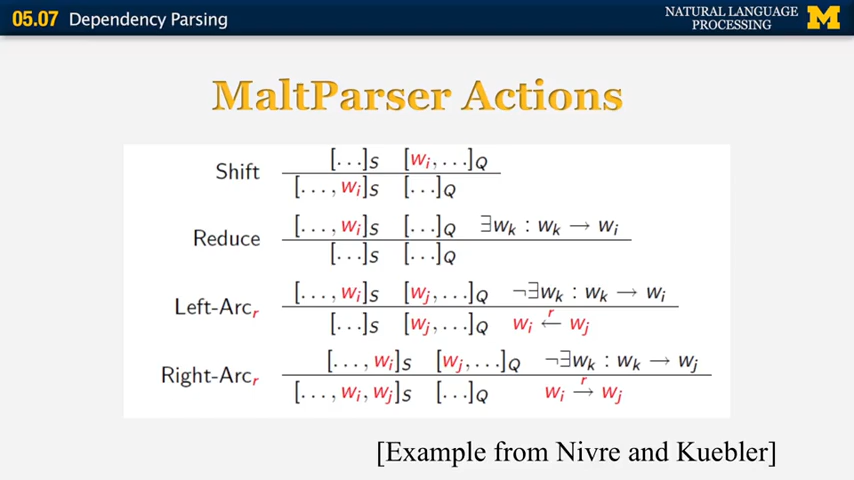 05.07 Dependency Parsing
NATURAL LANGUAGE
PROCESSING M
MaltParser Actions
Shift
[...]S [wi, ...]Q
[..., wi]S [...]Q
Reduce
[..., wi]S [...]Q ∃wk : wk → wi
[...]S [...]Q
Left-Arcr
[..., wi]S [wj, ...]Q ¬∃wk : wk → wi
[...]S [wj, ...]Q wi ←r wj
Right-Arcr
[..., wi]S [wj, ...]Q ¬∃wk : wk → wj
[..., wi, wj]S [...]Q wi →r wj
[Example from Nivre and Kuebler]